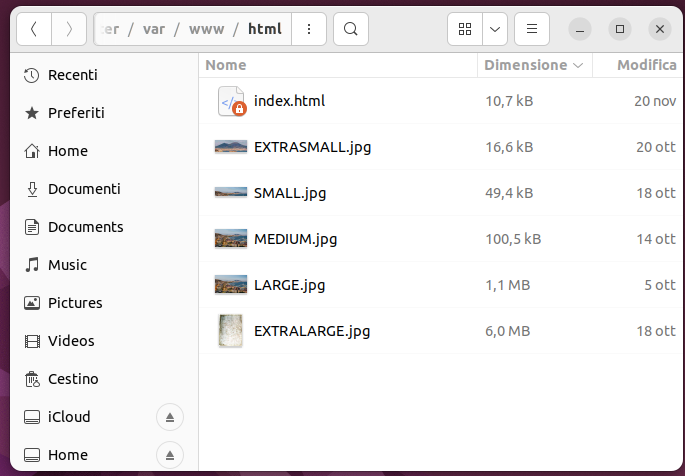 var / www / html
Nome Dimensione Modifica
Recenti
Preferiti
Home
Documenti
Documents
Music
Pictures
Videos
Cestino
iCloud
Home
index.html 10,7 kB 20 nov
EXTRASMALL.jpg 16,6 kB 20 ott
SMALL.jpg 49,4 kB 18 ott
MEDIUM.jpg 100,5 kB 14 ott
LARGE.jpg 1,1 MB 5 ott
EXTRALARGE.jpg 6,0 MB 18 ott